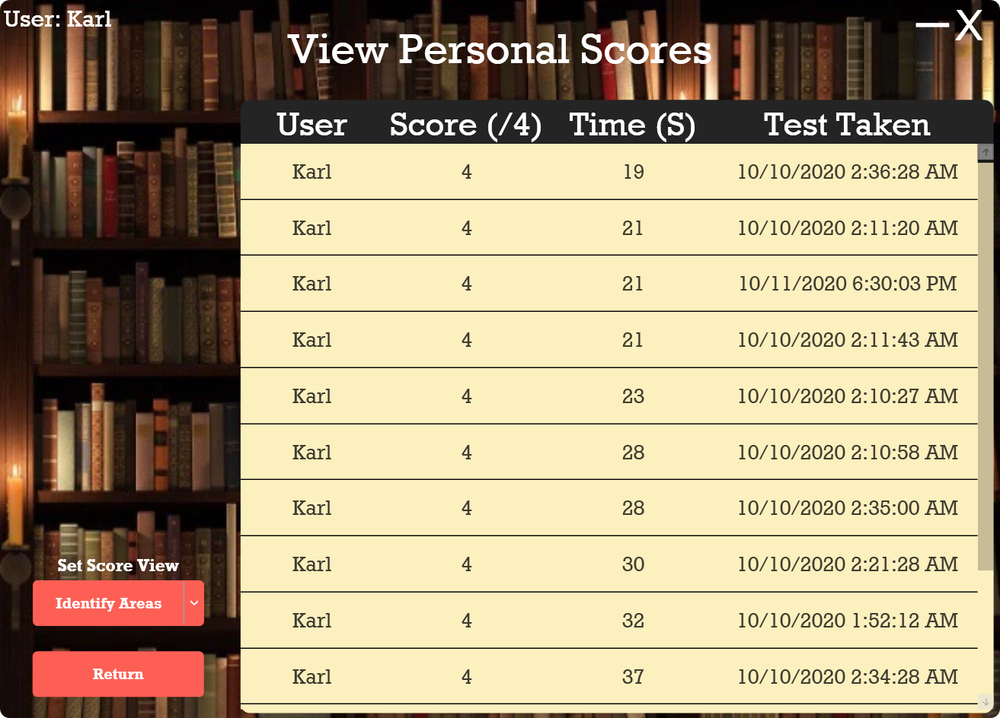 User: Karl
— X
View Personal Scores
User Score (/4) Time (S) Test Taken
Karl 4 19 10/10/2020 2:36:28 AM
Karl 4 21 10/10/2020 2:11:20 AM
Karl 4 21 10/11/2020 6:30:03 PM
Karl 4 21 10/10/2020 2:11:43 AM
Karl 4 23 10/10/2020 2:10:27 AM
Karl 4 28 10/10/2020 2:10:58 AM
Karl 4 28 10/10/2020 2:35:00 AM
Karl 4 30 10/10/2020 2:21:28 AM
Karl 4 32 10/10/2020 1:52:12 AM
Karl 4 37 10/10/2020 2:34:28 AM
Set Score View
Identify Areas
Return